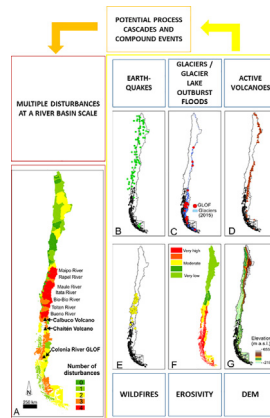 POTENTIAL PROCESS
CASCADES AND
COMPOUND EVENTS
MULTIPLE DISTURBANCES
AT A RIVER BASIN SCALE
EARTH-
QUAKES
GLACIERS /
GLACIER
LAKE
OUTBURST
FLOODS
ACTIVE
VOLCANOES
GLOF
Glaciers
(2015)
B
C
D
Maipo River
Rapel River
Maule River
Itata River
Bio-Bio River
Tolten River
Bueno River
Calbuco Volcano
Chaitén Volcano
Colonia River GLOF
Number of
disturbances
0
1
2
3
4
A
Very high
Moderate
Very low
Elevation
(m a.s.l.)
E
F
G
WILDFIRES
EROSIVITY
DEM